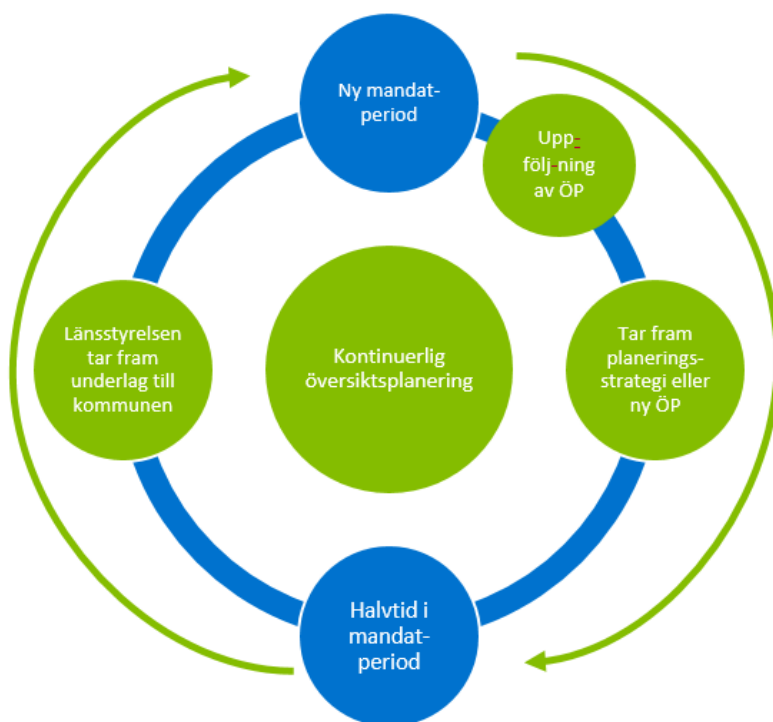 Ny mandat-
period
Upp-
följ-ning
av ÖP
Tar fram
planerings-
strategi eller
ny ÖP
Halvtid i
mandat-
period
Länsstyrelsen
tar fram
underlag till
kommunen
Kontinuerlig
översiktsplanering